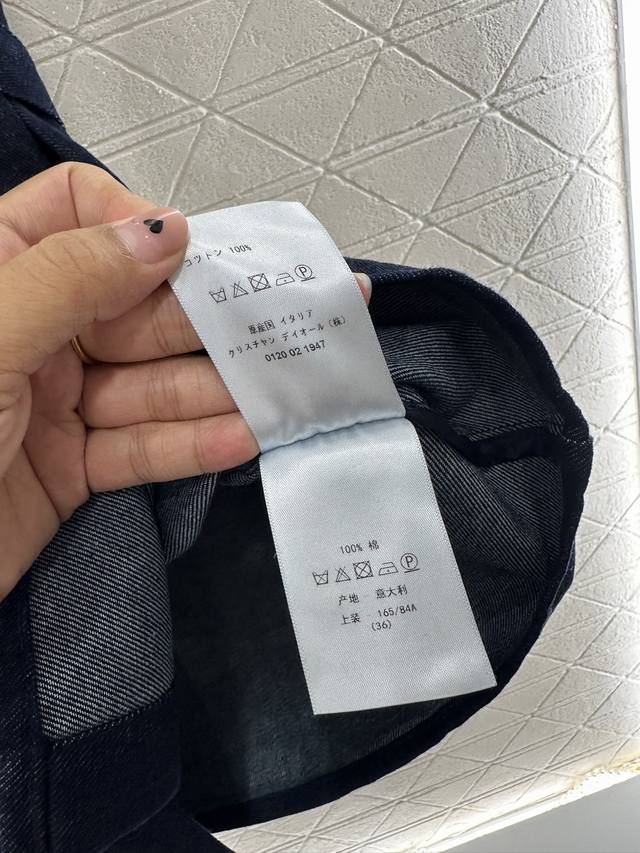 コットン 100%
P
原産国 イタリア
クリスチャン デイオール (株)
0120 02 1947
100% 棉
P
产地 意大利
上装 165/84A
(36)